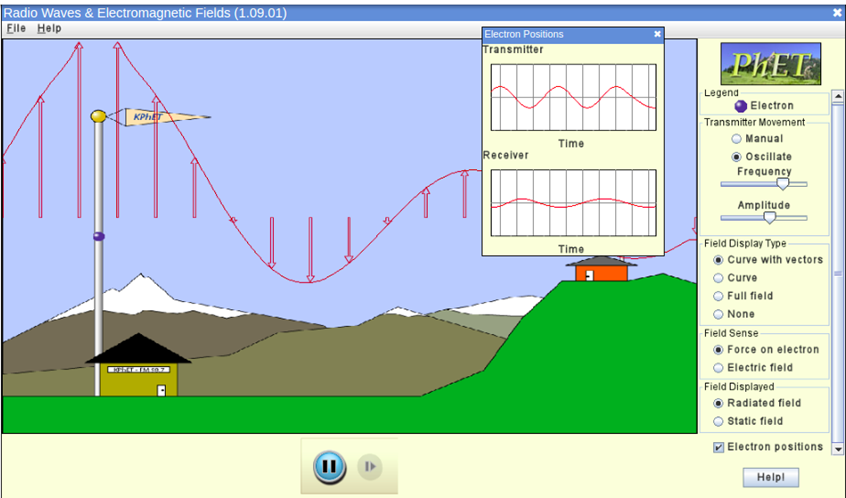 Radio Waves & Electromagnetic Fields (1.09.01)
File Help
KPhET
KPhET - FM 98.7
Electron Positions
Transmitter
Time
Receiver
Time
PhET
Legend
Electron
Transmitter Movement
Manual
Oscillate
Frequency
Amplitude
Field Display Type
Curve with vectors
Curve
Full field
None
Field Sense
Force on electron
Electric field
Field Displayed
Radiated field
Static field
Electron positions
Help!